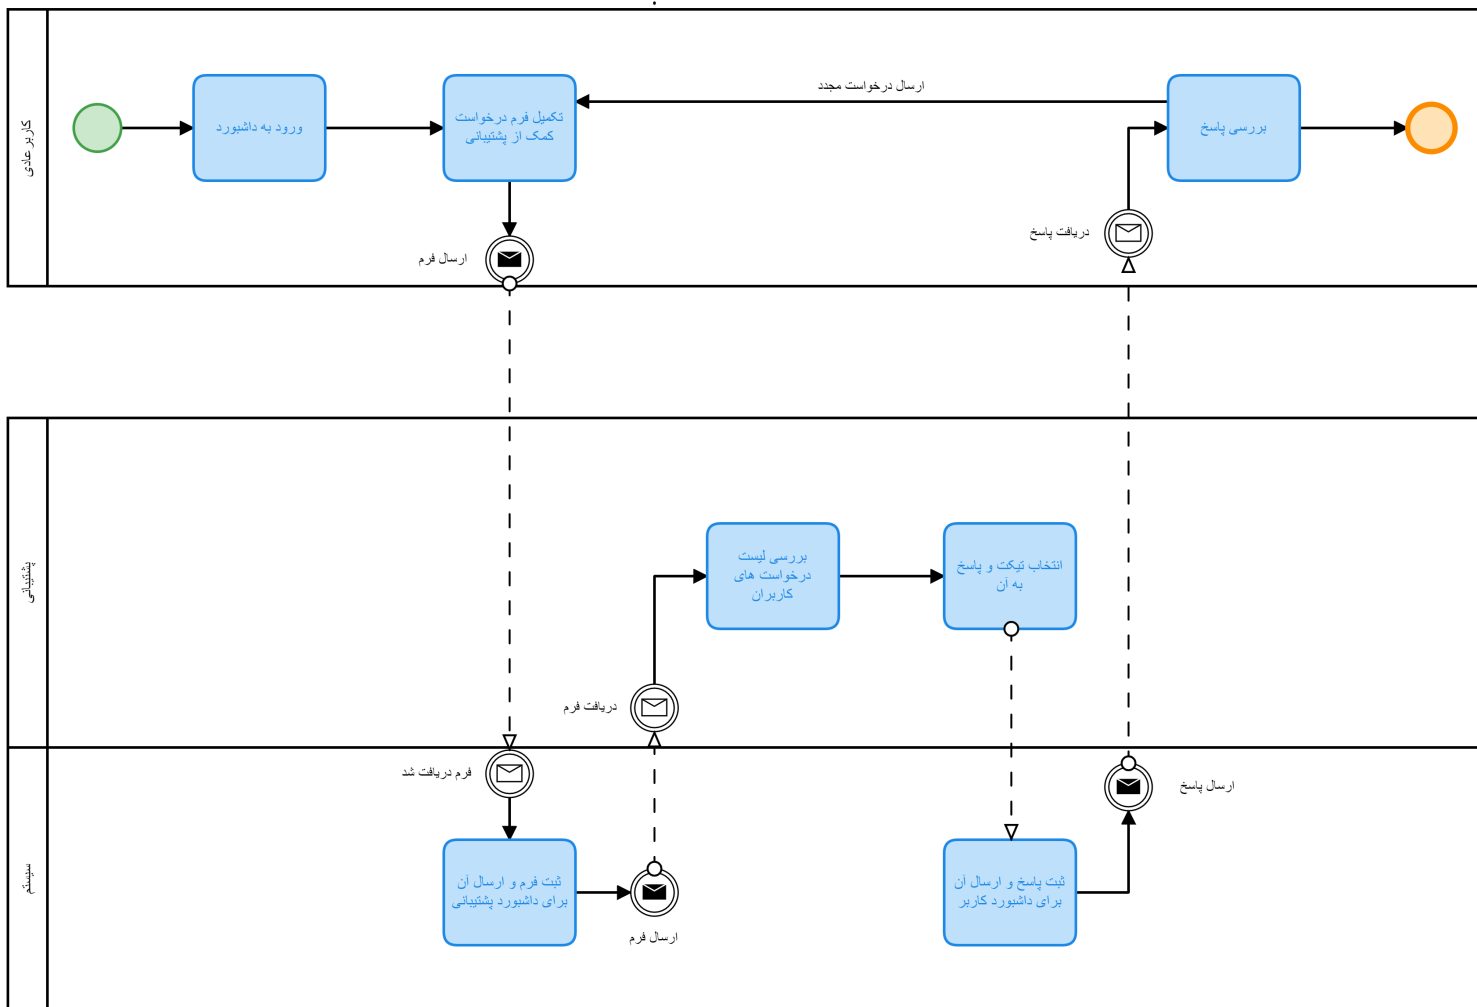 کاربر عادی
ورود به داشبورد
تکمیل فرم درخواست
کمک از پشتیبانی
ارسال درخواست مجدد
بررسی پاسخ
ارسال فرم
دریافت پاسخ
پشتیبانی
بررسی لیست
درخواست های
کاربران
انتخاب تیکت و پاسخ
به آن
دریافت فرم
سیستم
فرم دریافت شد
ارسال پاسخ
ثبت فرم و ارسال آن
برای داشبورد پشتیبانی
ارسال فرم
ثبت پاسخ و ارسال آن
برای داشبورد کاربر